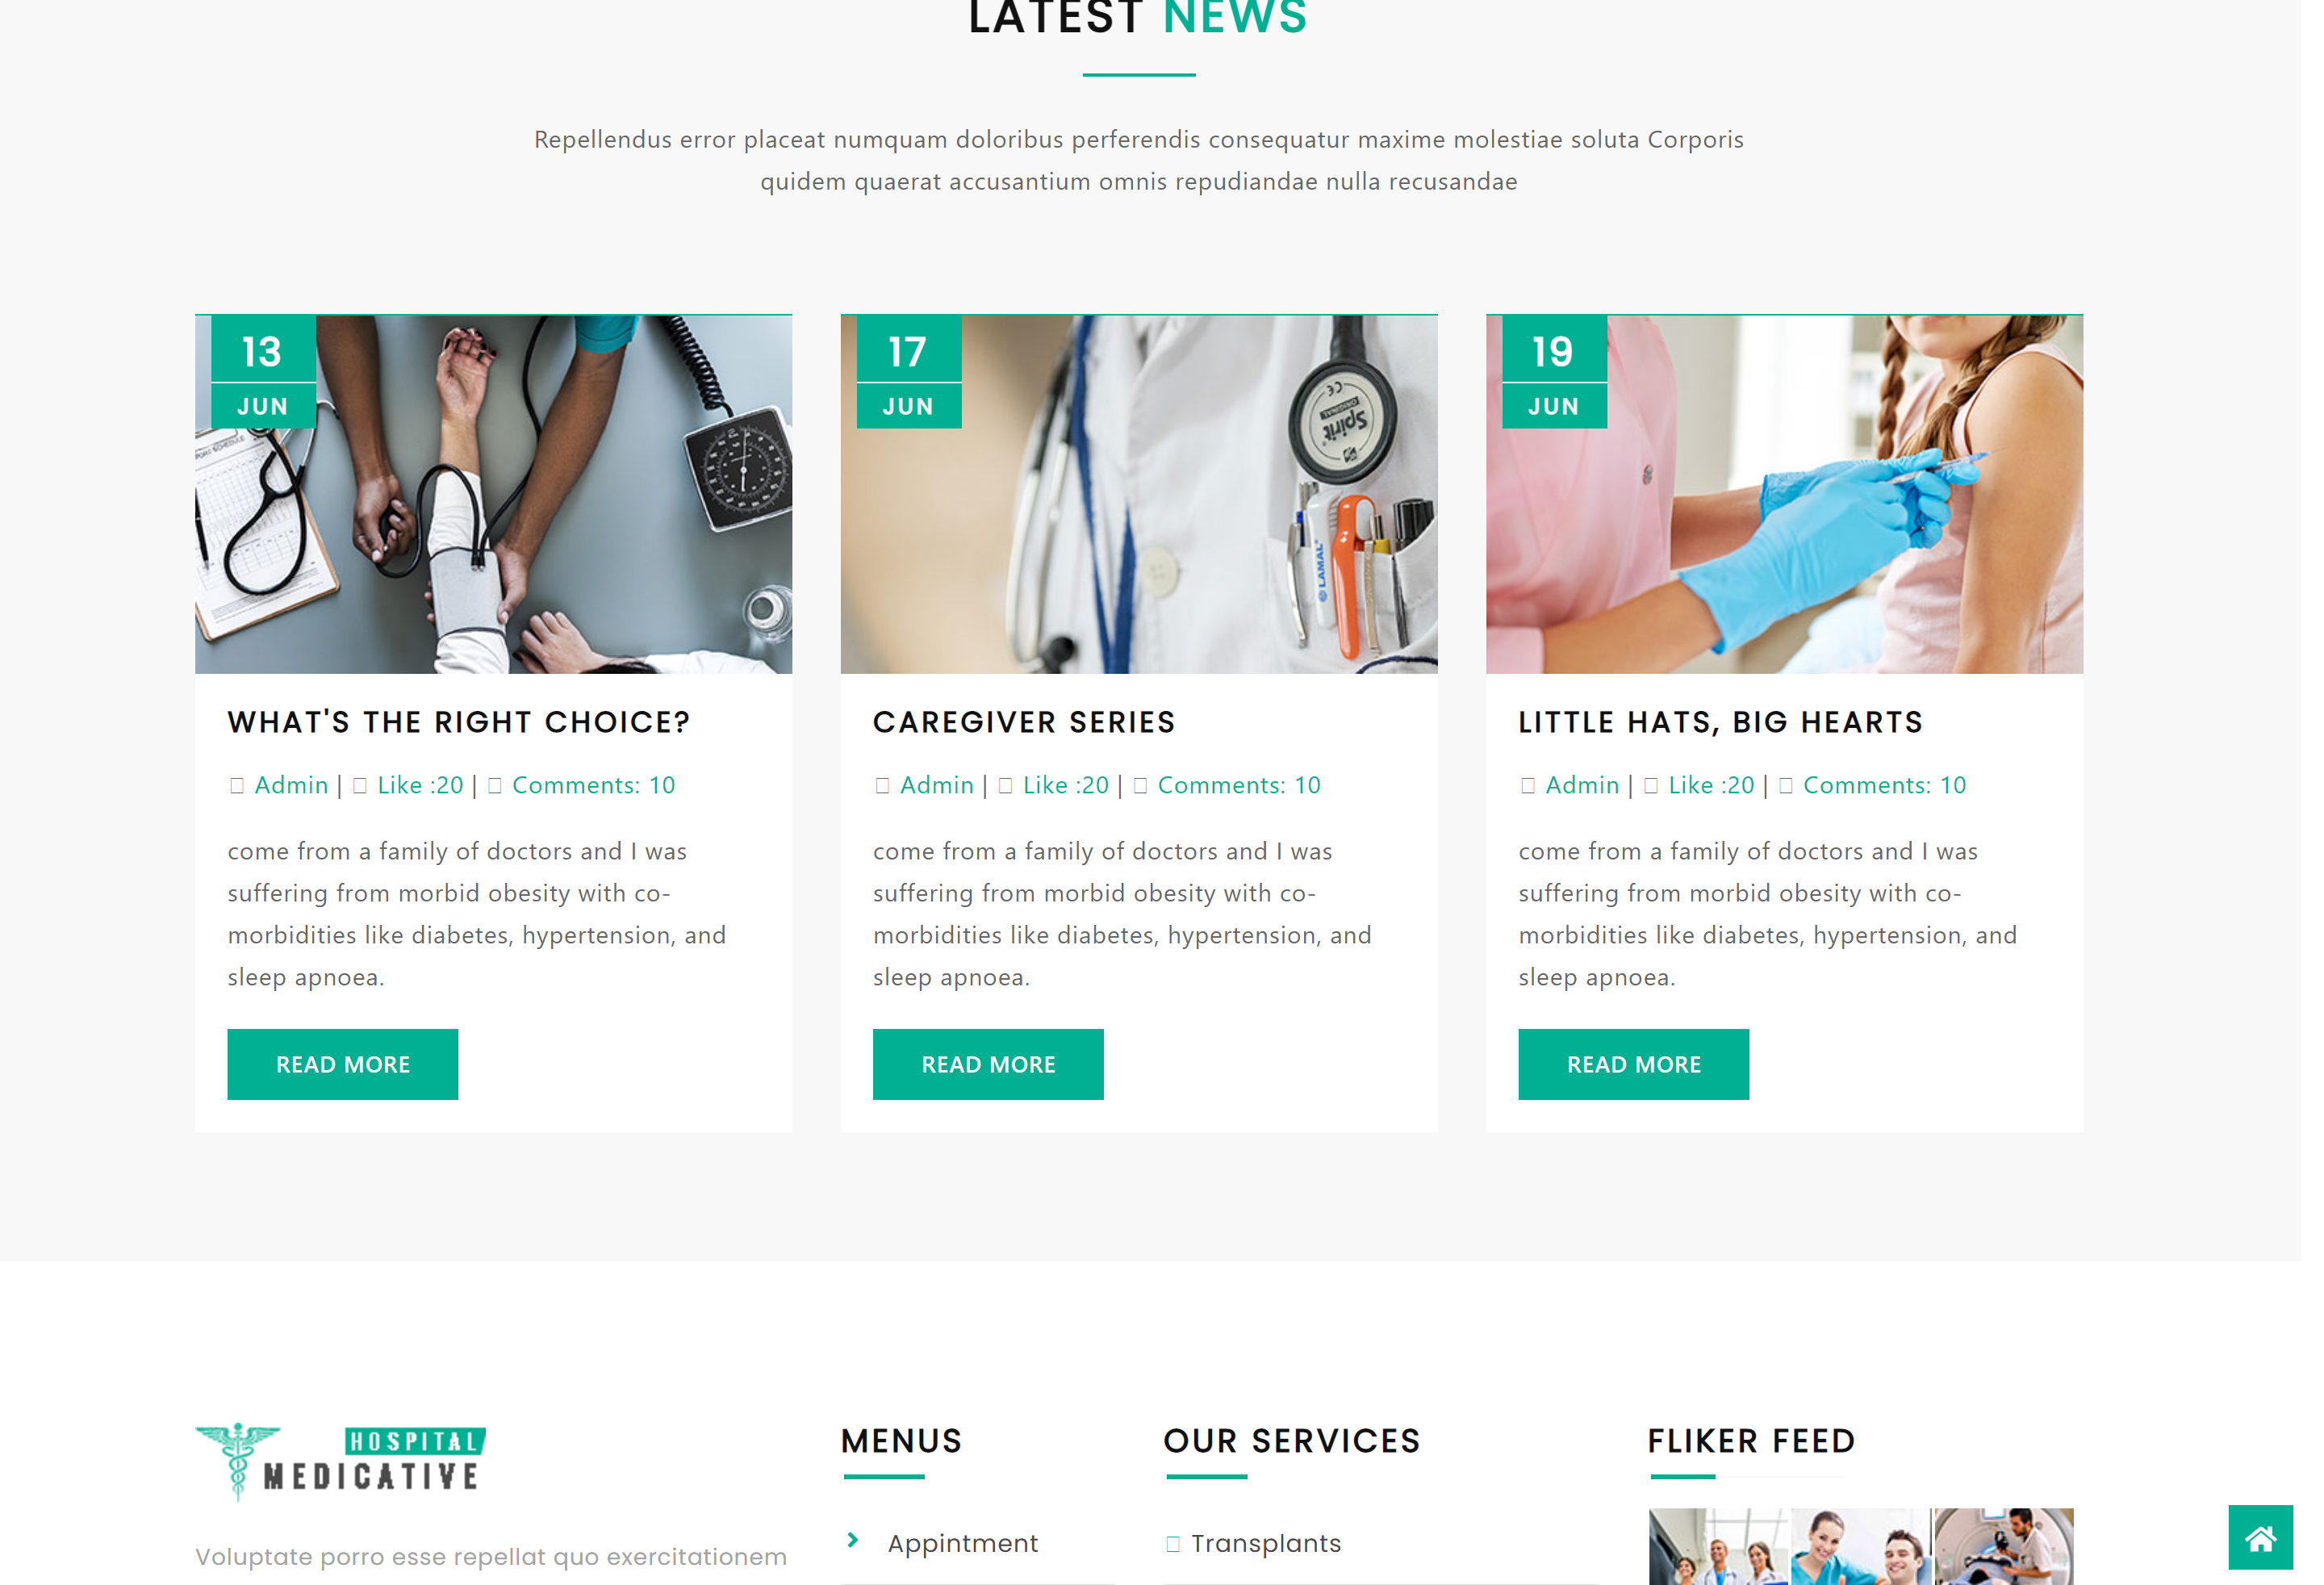 LATEST NEWS
Repellendus error placeat numquam doloribus perferendis consequatur maxime molestiae soluta Corporis
quidem quaerat accusantium omnis repudiandae nulla recusandae
13
JUN
17
JUN
Spirit
ORIGINAL
LAMAL
19
JUN
WHAT'S THE RIGHT CHOICE?
Admin | Like :20 | Comments: 10
come from a family of doctors and I was
suffering from morbid obesity with co-
morbidities like diabetes, hypertension, and
sleep apnoea.
READ MORE
CAREGIVER SERIES
Admin | Like :20 | Comments: 10
come from a family of doctors and I was
suffering from morbid obesity with co-
morbidities like diabetes, hypertension, and
sleep apnoea.
READ MORE
LITTLE HATS, BIG HEARTS
Admin | Like :20 | Comments: 10
come from a family of doctors and I was
suffering from morbid obesity with co-
morbidities like diabetes, hypertension, and
sleep apnoea.
READ MORE
HOSPITAL
MEDICATIVE
Voluptate porro esse repellat quo exercitationem
MENUS
Appintment
OUR SERVICES
Transplants
FLIKER FEED